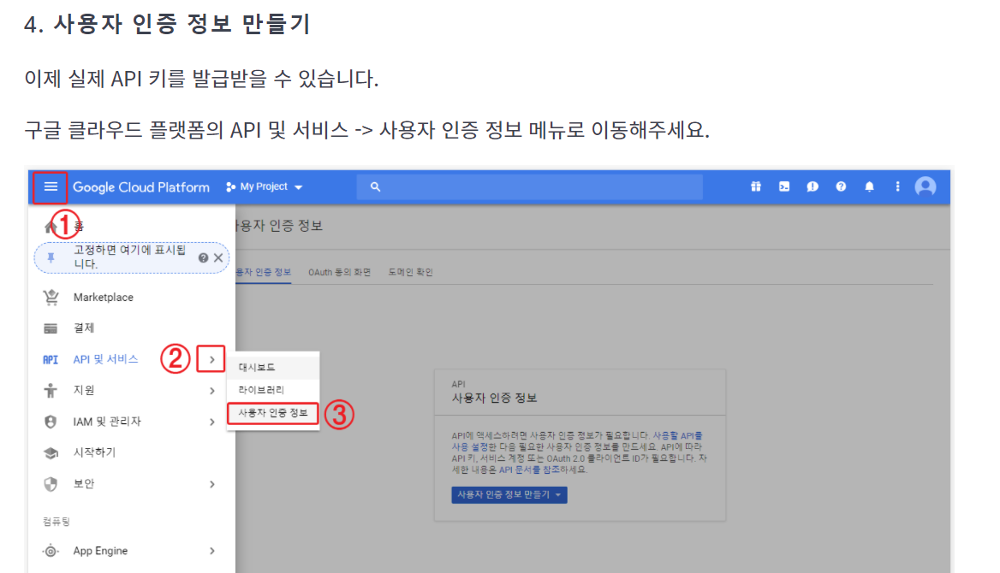 4. 사용자 인증 정보 만들기
이제 실제 API 키를 발급받을 수 있습니다.
구글 클라우드 플랫폼의 API 및 서비스 -> 사용자 인증 정보 메뉴로 이동해주세요.
Google Cloud Platform My Project
① 홈
사용자 인증 정보
고정하면 여기에 표시됩
니다.
사용자 인증 정보 OAuth 동의 화면 도메인 확인
Marketplace
결제
API 및 서비스 ②
대시보드
라이브러리
사용자 인증 정보 ③
지원
IAM 및 관리자
시작하기
보안
컴퓨팅
App Engine
API
사용자 인증 정보
API에 액세스하려면 사용자 인증 정보가 필요합니다. 사용할 API를
사용 설정한 다음 필요한 사용자 인증 정보를 만드세요. API에 따라
API 키, 서비스 계정 또는 OAuth 2.0 클라이언트 ID가 필요합니다. 자
세한 내용은 API 문서를 참조하세요.
사용자 인증 정보 만들기